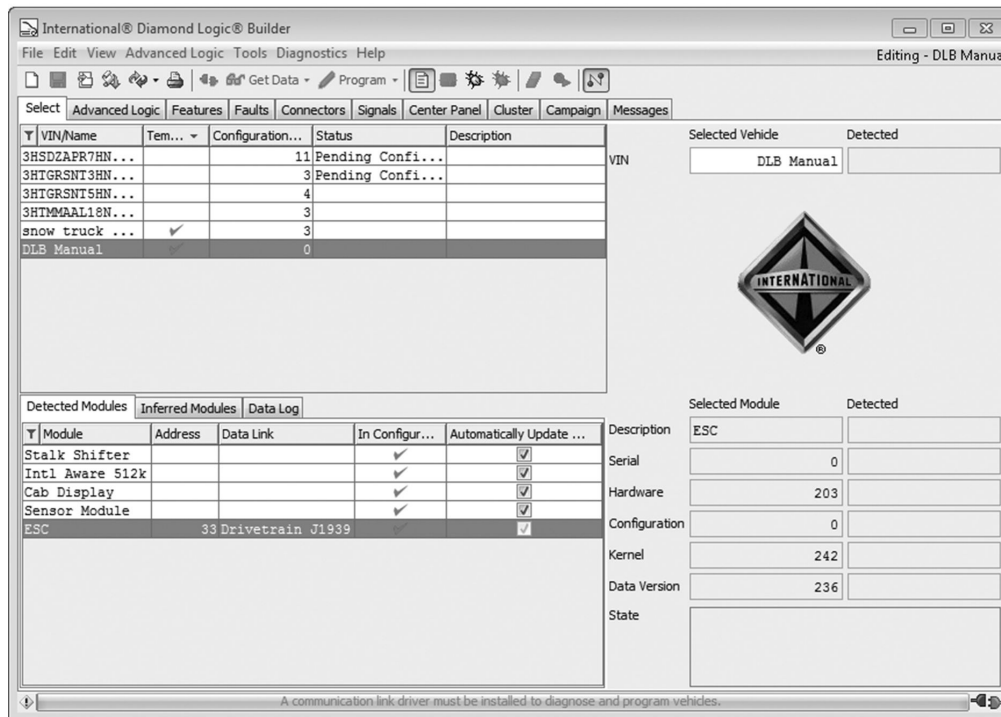 International® Diamond Logic® Builder
File Edit View Advanced Logic Tools Diagnostics Help
Editing - DLB Manua
Get Data Program
Select Advanced Logic Features Faults Connectors Signals Center Panel Cluster Campaign Messages
VIN/Name Tem... Configuration... Status Description
3HSDZAPR7HN... 11 Pending Confi...
3HTGRSNT3HN... 3 Pending Confi...
3HTGRSNT5HN... 4
3HTMMAAL18N... 3
snow truck ... 3
DLB Manual 0
Selected Vehicle Detected
VIN DLB Manual
INTERNATIONAL
®
Detected Modules Inferred Modules Data Log
Module Address Data Link In Configur... Automatically Update ...
Stalk Shifter
Intl Aware 512k
Cab Display
Sensor Module
ESC 33 Drivetrain J1939
Selected Module Detected
Description ESC
Serial 0
Hardware 203
Configuration 0
Kernel 242
Data Version 236
State
A communication link driver must be installed to diagnose and program vehicles.